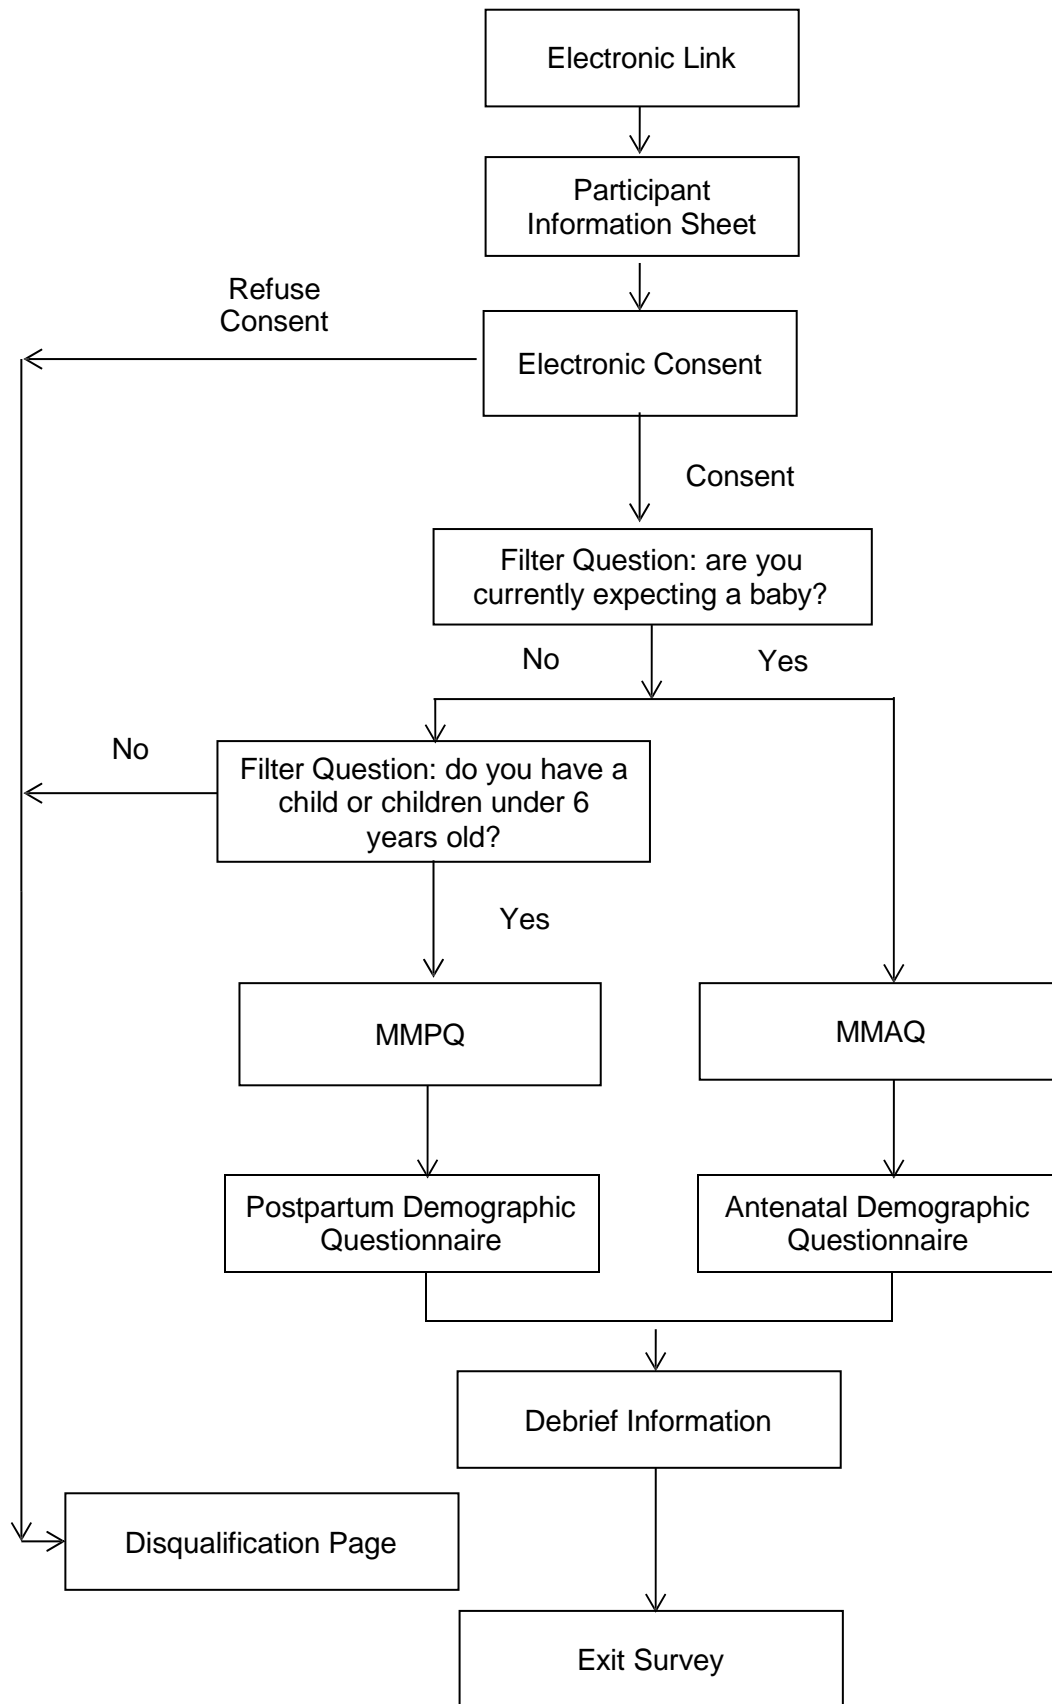 Electronic Link
Participant
Information Sheet
Refuse
Consent
Electronic Consent
Consent
Filter Question: are you
currently expecting a baby?
No
Yes
No
Filter Question: do you have a
child or children under 6
years old?
Yes
MMPQ
MMAQ
Postpartum Demographic
Questionnaire
Antenatal Demographic
Questionnaire
Debrief Information
Disqualification Page
Exit Survey